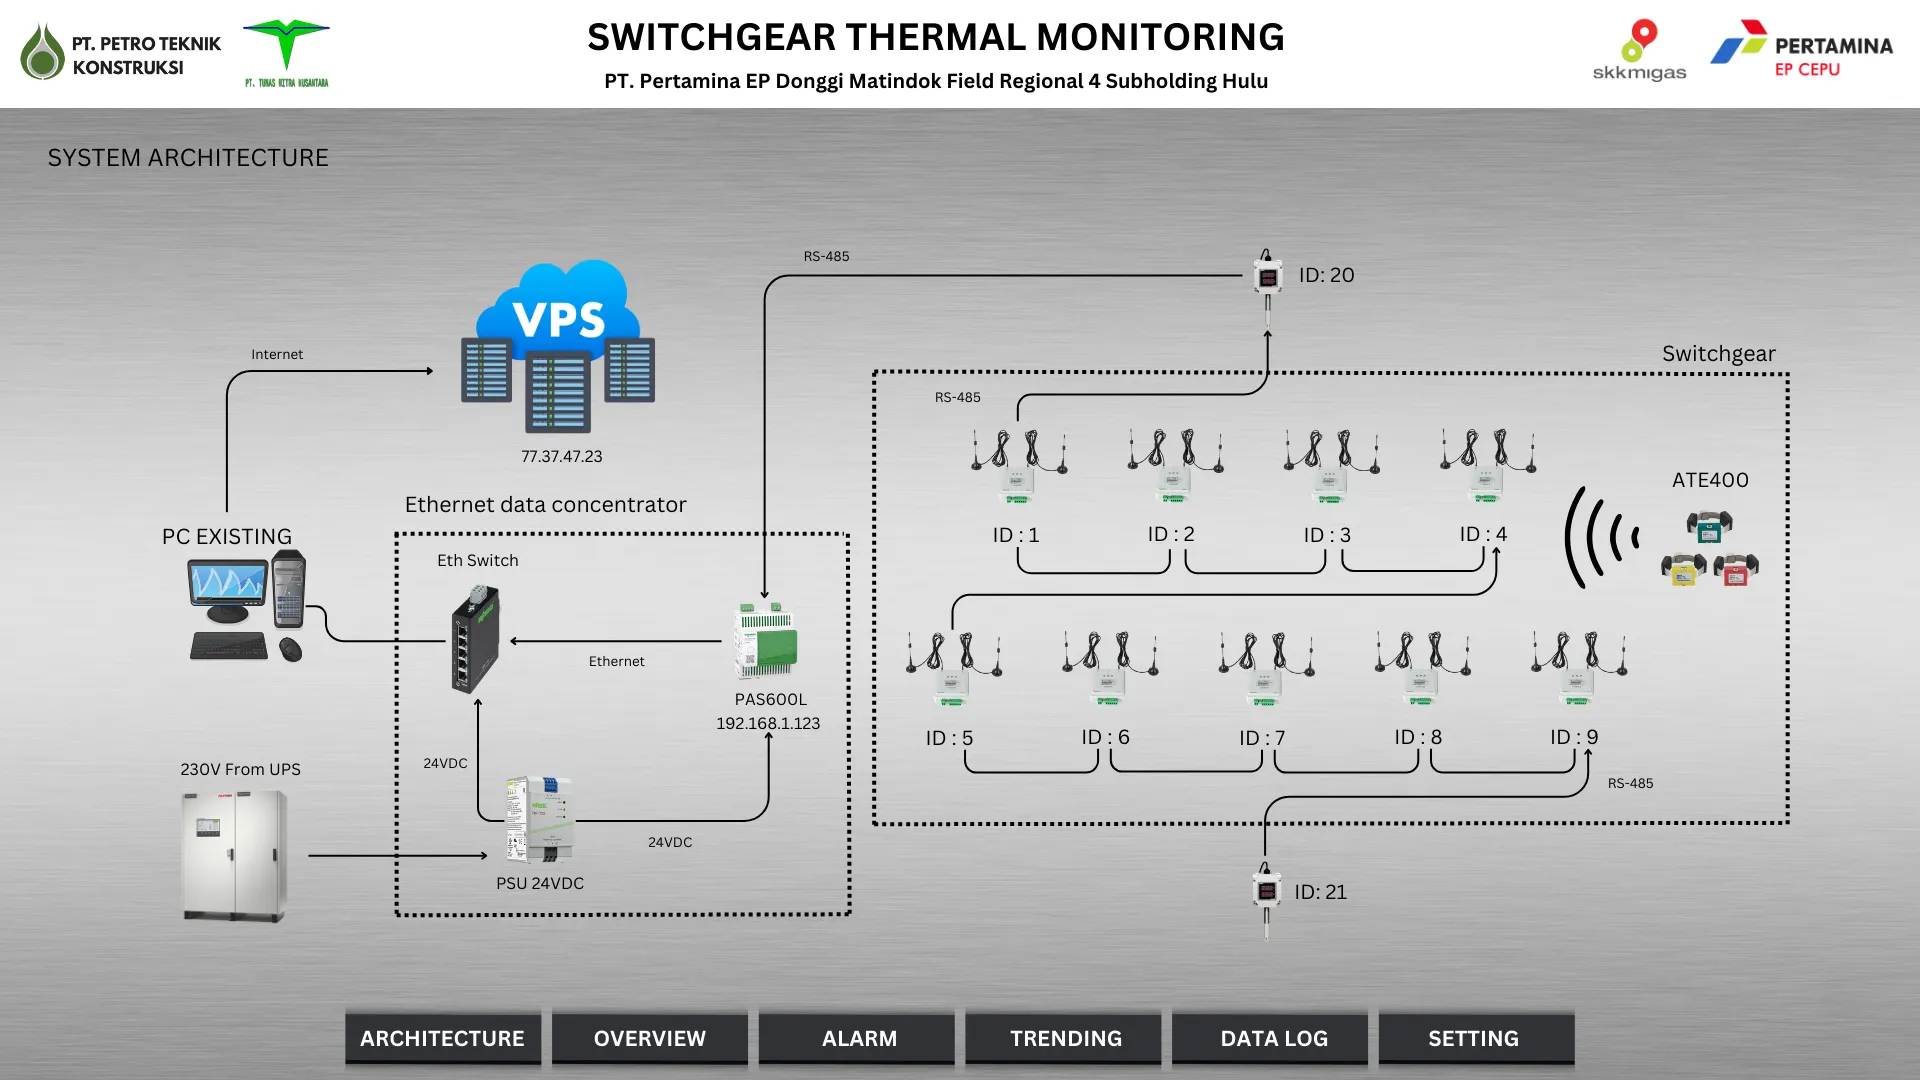 PT. PETRO TEKNIK
KONSTRUKSI
PT. TUNAS MITRA NUSANTARA
SWITCHGEAR THERMAL MONITORING
PT. Pertamina EP Donggi Matindok Field Regional 4 Subholding Hulu
skkmigas
PERTAMINA
EP CEPU
SYSTEM ARCHITECTURE
RS-485
ID: 20
VPS
Internet
77.37.47.23
Switchgear
RS-485
ATE400
Ethernet data concentrator
PC EXISTING
Eth Switch
ID : 1
ID : 2
ID : 3
ID : 4
Ethernet
PAS600L
192.168.1.123
ID : 5
ID : 6
ID : 7
ID : 8
ID : 9
230V From UPS
24VDC
24VDC
RS-485
PSU 24VDC
ID: 21
ARCHITECTURE
OVERVIEW
ALARM
TRENDING
DATA LOG
SETTING